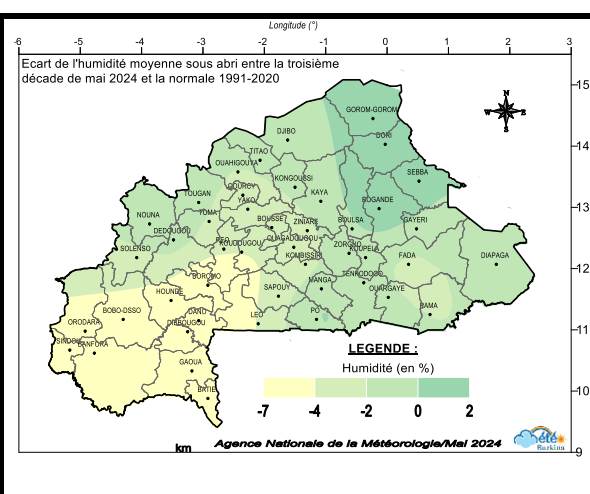 Longitude (°)
-6 -5 -4 -3 -2 -1 0 1 2 3
Ecart de l'humidité moyenne sous abri entre la troisième
décade de mai 2024 et la normale 1991-2020
15
N
W E
S
GOROM-GOROM
DJIBO
DORI
14
TITAO
OUAHIGOUYA
KONGOUSSI
SEBBA
GOURCY
KAYA
TOUGAN
YAKO
BOGANDE
13
NOUNA
TOMA
BOUSSE
ZINIARE
BOULSA
GAYERI
DEDOUGOU
OUAGADOUGOU
SOLENSO
KOUDOUGOU
ZORGHO
KOUPELA
KOMBISSIRI
FADA
DIAPAGA
12
BOROMO
TENKODOGO
HOUNDE
SAPOUY
MANGA
OUARGAYE
BOBO-DSSO
DANO
LEO
PO
PAMA
ORODARA
DIEBOUGOU
11
SINDOU
BANFORA
LEGENDE :
GAOUA
Humidité (en %)
BATIE
10
-7 -4 -2 0 2
km
Agence Nationale de la Météorologie/Mai 2024
Météo
Burkina
9